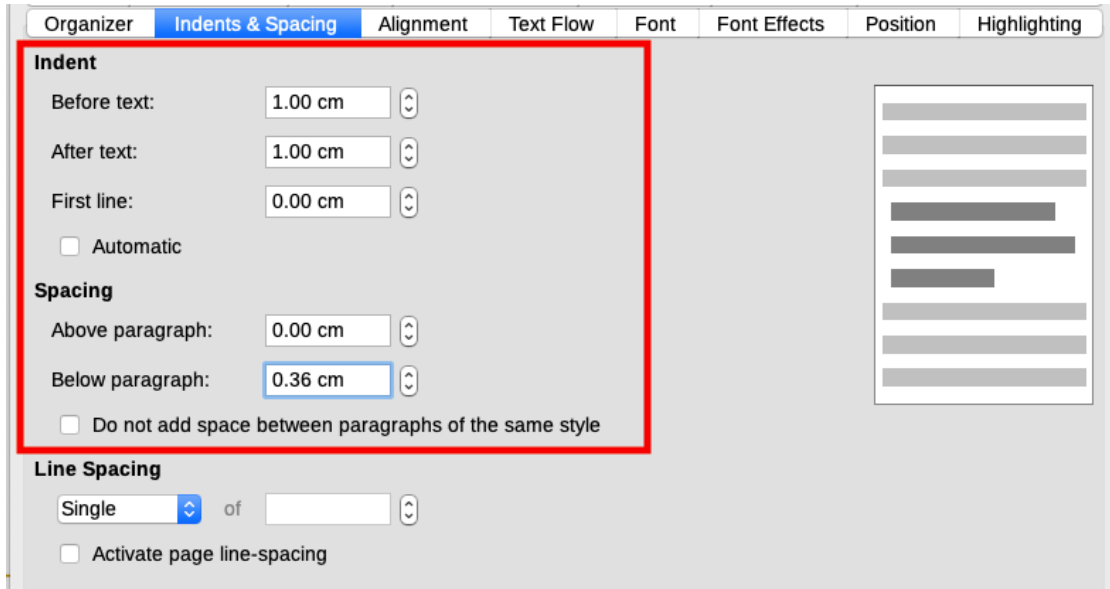 Organizer Indents & Spacing Alignment Text Flow Font Font Effects Position Highlighting
Indent
Before text: 1.00 cm
After text: 1.00 cm
First line: 0.00 cm
Automatic
Spacing
Above paragraph: 0.00 cm
Below paragraph: 0.36 cm
Do not add space between paragraphs of the same style
Line Spacing
Single of
Activate page line-spacing